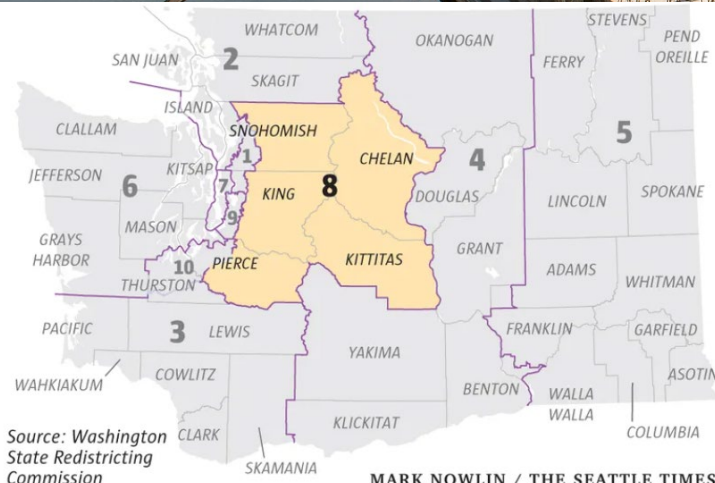 WHATCOM
OKANOGAN
STEVENS
PEND
OREILLE
SAN JUAN
2
FERRY
SKAGIT
ISLAND
CLALLAM
SNOHOMISH
1
CHELAN
4
5
JEFFERSON
6
KITSAP
7
KING
8
DOUGLAS
LINCOLN
SPOKANE
MASON
9
GRAYS
HARBOR
GRANT
10
PIERCE
KITTITAS
ADAMS
THURSTON
WHITMAN
PACIFIC
3
LEWIS
FRANKLIN
GARFIELD
YAKIMA
WAHKIAKUM
COWLITZ
BENTON
ASOTIN
WALLA
WALLA
CLARK
KLICKITAT
COLUMBIA
SKAMANIA
Source: Washington
State Redistricting
Commission
MARK NOWLIN / THE SEATTLE TIMES